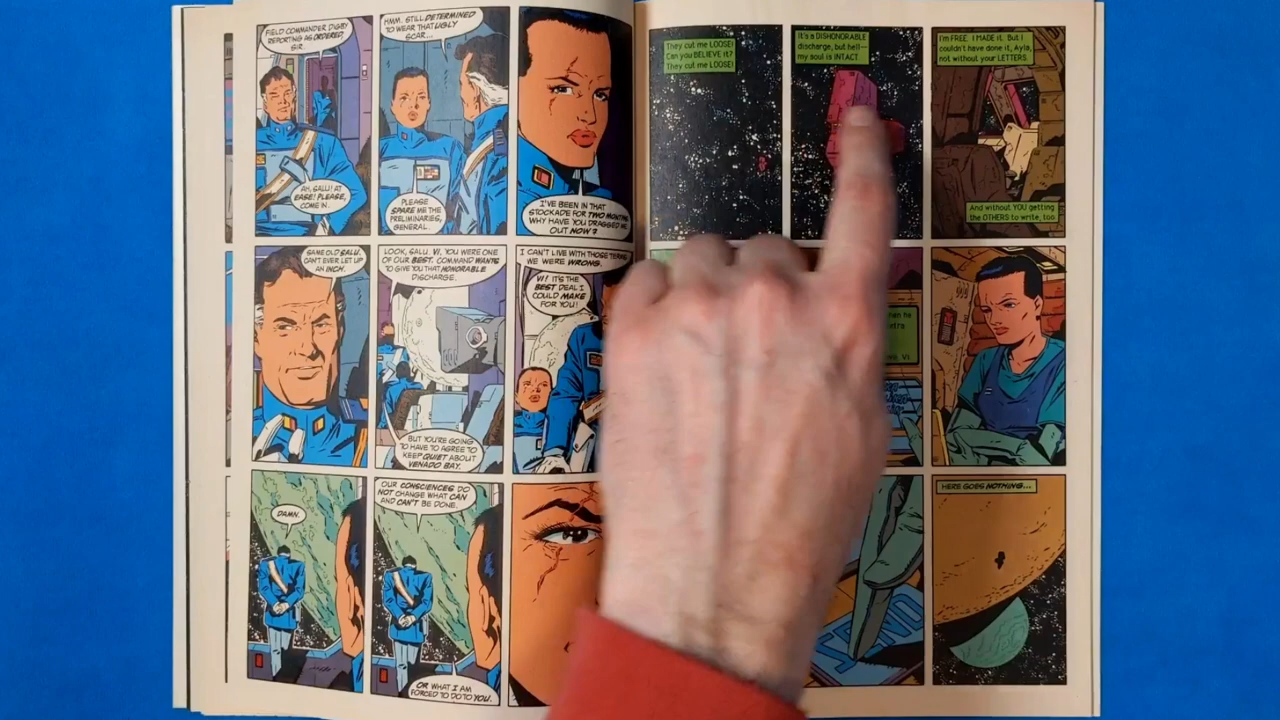 FIELD COMMANDER DIGBY
REPORTING AS ORDERED,
SIR.
AH, SALU! AT
EASE! PLEASE,
COME IN.
HMM. STILL DETERMINED
TO WEAR THAT UGLY
SCAR...
PLEASE
SPARE ME THE
PRELIMINARIES,
GENERAL.
I'VE BEEN IN THAT
STOCKADE FOR TWO MONTHS.
WHY HAVE YOU DRAGGED ME
OUT NOW?
SAME OLD SALU.
CAN'T EVER LET UP
AN INCH.
LOOK, SALU. VI. YOU WERE ONE
OF OUR BEST. COMMAND WANTS
TO GIVE YOU THAT HONORABLE
DISCHARGE.
BUT YOU'RE GOING
TO HAVE TO AGREE TO
KEEP QUIET ABOUT
VENADO BAY.
I CAN'T LIVE WITH THOSE TERMS.
WE WERE WRONG.
VI! IT'S THE
BEST DEAL I
COULD MAKE
FOR YOU!
DAMN.
OUR CONSCIENCES DO
NOT CHANGE WHAT CAN
AND CAN'T BE DONE.
OR WHAT I AM
FORCED TO DO TO YOU.
They cut me LOOSE!
Can you BELIEVE it?
They cut me LOOSE!
It's a DISHONORABLE
discharge, but hell—
my soul is INTACT.
I'm FREE. I MADE it. But I
couldn't have done it, Ayla,
not without your LETTERS.
And without YOU getting
the OTHERS to write, too.
SEND
HERE GOES NOTHING...